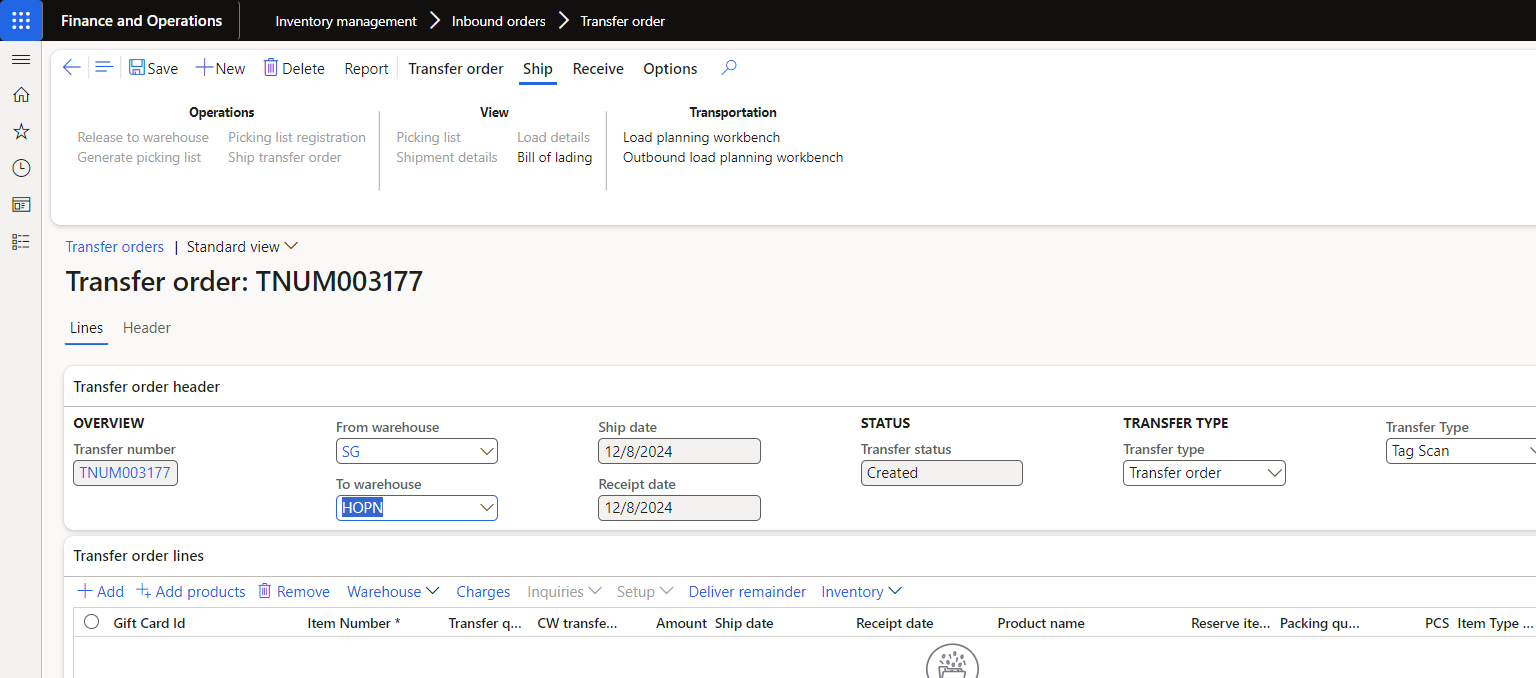 Finance and Operations
Inventory management Inbound orders Transfer order
Save New Delete Report Transfer order Ship Receive Options
Operations View Transportation
Release to warehouse Picking list registration Picking list Load details Load planning workbench
Generate picking list Ship transfer order Shipment details Bill of lading Outbound load planning workbench
Transfer orders | Standard view
Transfer order: TNUM003177
Lines Header
Transfer order header
OVERVIEW
Transfer number
TNUM003177
From warehouse
SG
To warehouse
HOPN
Ship date
12/8/2024
Receipt date
12/8/2024
STATUS
Transfer status
Created
TRANSFER TYPE
Transfer type
Transfer order
Transfer Type
Tag Scan
Transfer order lines
Add Add products Remove Warehouse Charges Inquiries Setup Deliver remainder Inventory
Gift Card Id Item Number * Transfer q... CW transfe... Amount Ship date Receipt date Product name Reserve ite... Packing qu... PCS Item Type ...